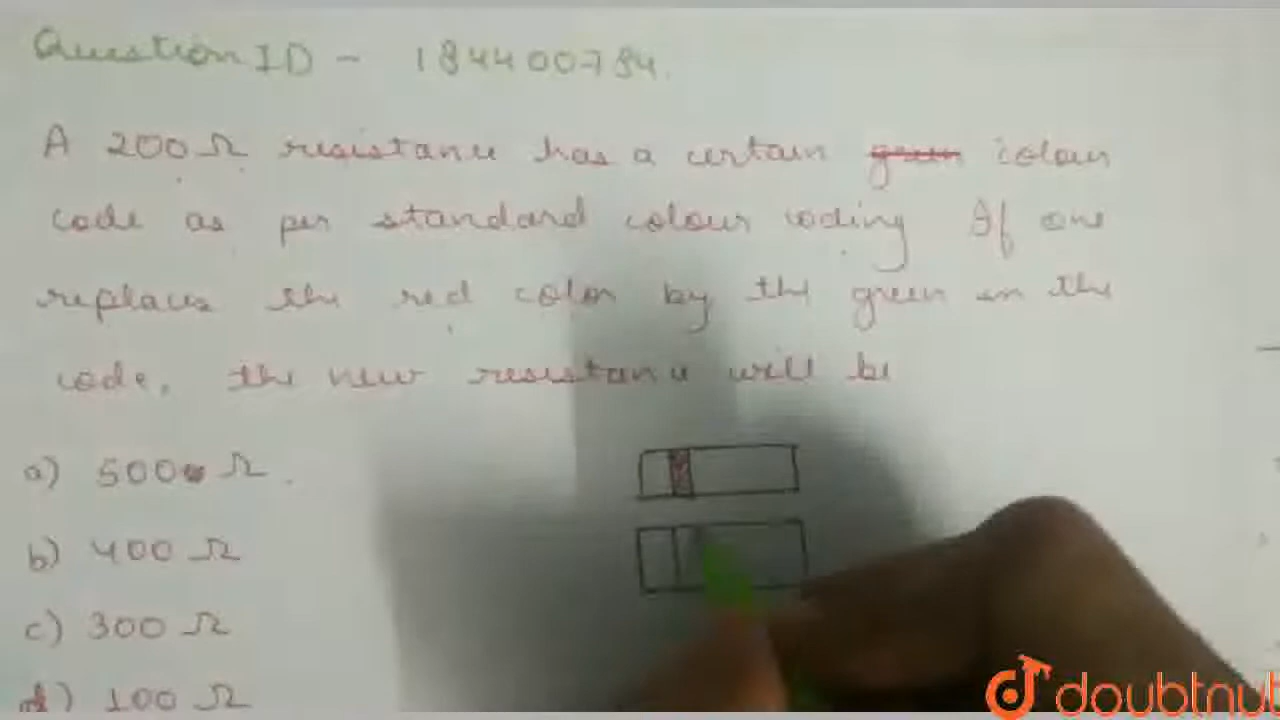 Question ID - 184400784.
A 200 Ω resistance has a certain green colour
code as per standard colour coding If one
replaces the red color by the green in the
code, the new resistance will be
a) 500 Ω.
b) 400 Ω
c) 300 Ω
d) 100 Ω
doubtnut